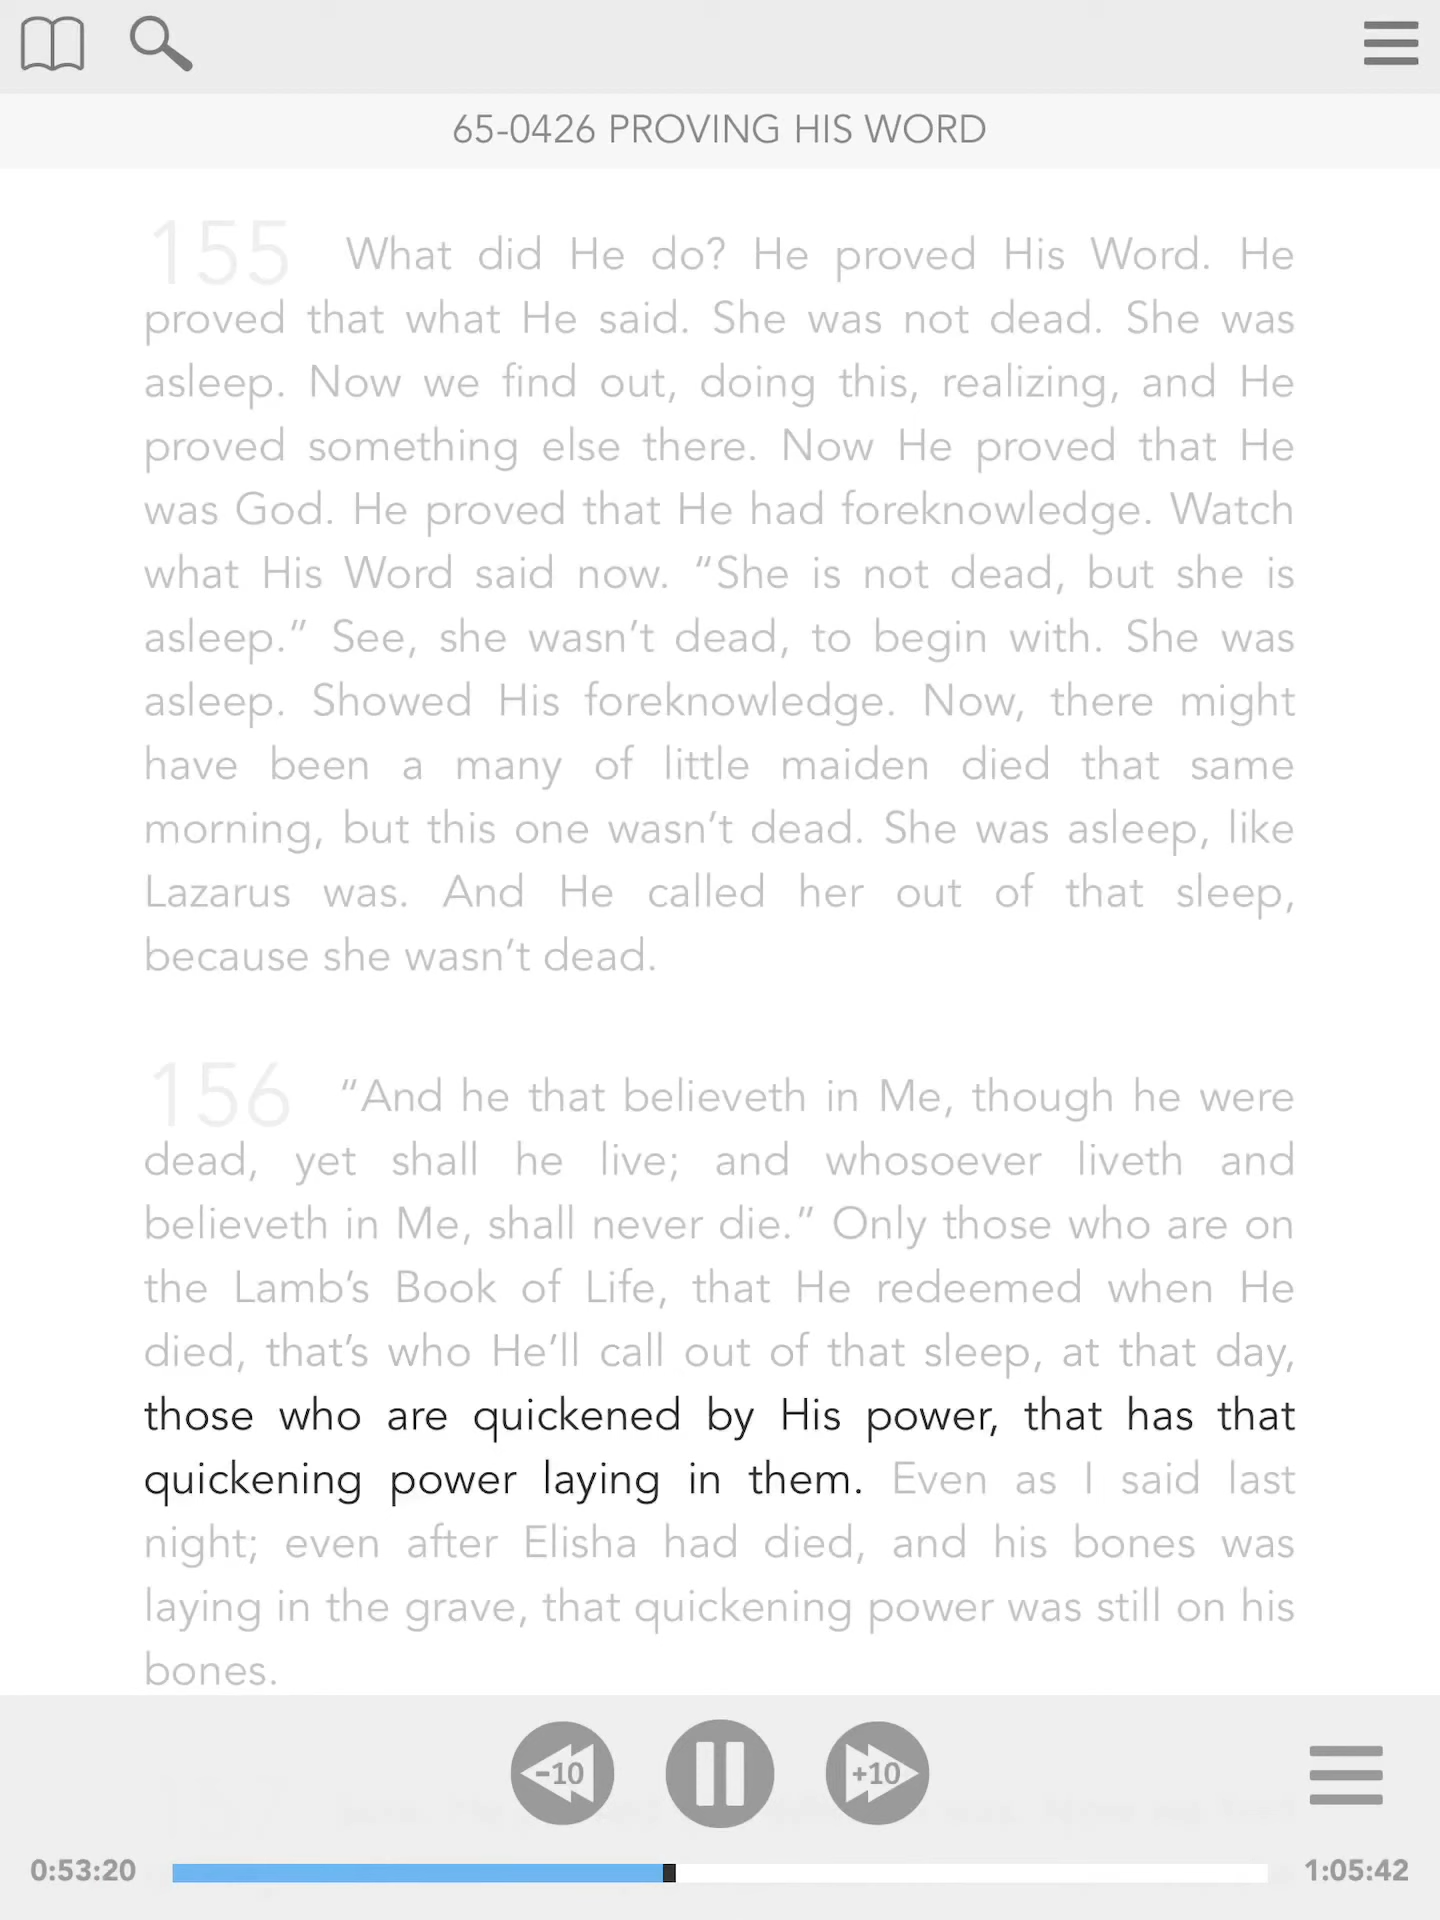 65-0426 PROVING HIS WORD
155 What did He do? He proved His Word. He
proved that what He said. She was not dead. She was
asleep. Now we find out, doing this, realizing, and He
proved something else there. Now He proved that He
was God. He proved that He had foreknowledge. Watch
what His Word said now. “She is not dead, but she is
asleep.” See, she wasn’t dead, to begin with. She was
asleep. Showed His foreknowledge. Now, there might
have been a many of little maiden died that same
morning, but this one wasn’t dead. She was asleep, like
Lazarus was. And He called her out of that sleep,
because she wasn’t dead.
156 “And he that believeth in Me, though he were
dead, yet shall he live; and whosoever liveth and
believeth in Me, shall never die.” Only those who are on
the Lamb’s Book of Life, that He redeemed when He
died, that’s who He’ll call out of that sleep, at that day,
those who are quickened by His power, that has that
quickening power laying in them. Even as I said last
night; even after Elisha had died, and his bones was
laying in the grave, that quickening power was still on his
bones.
-10 +10
0:53:20 1:05:42